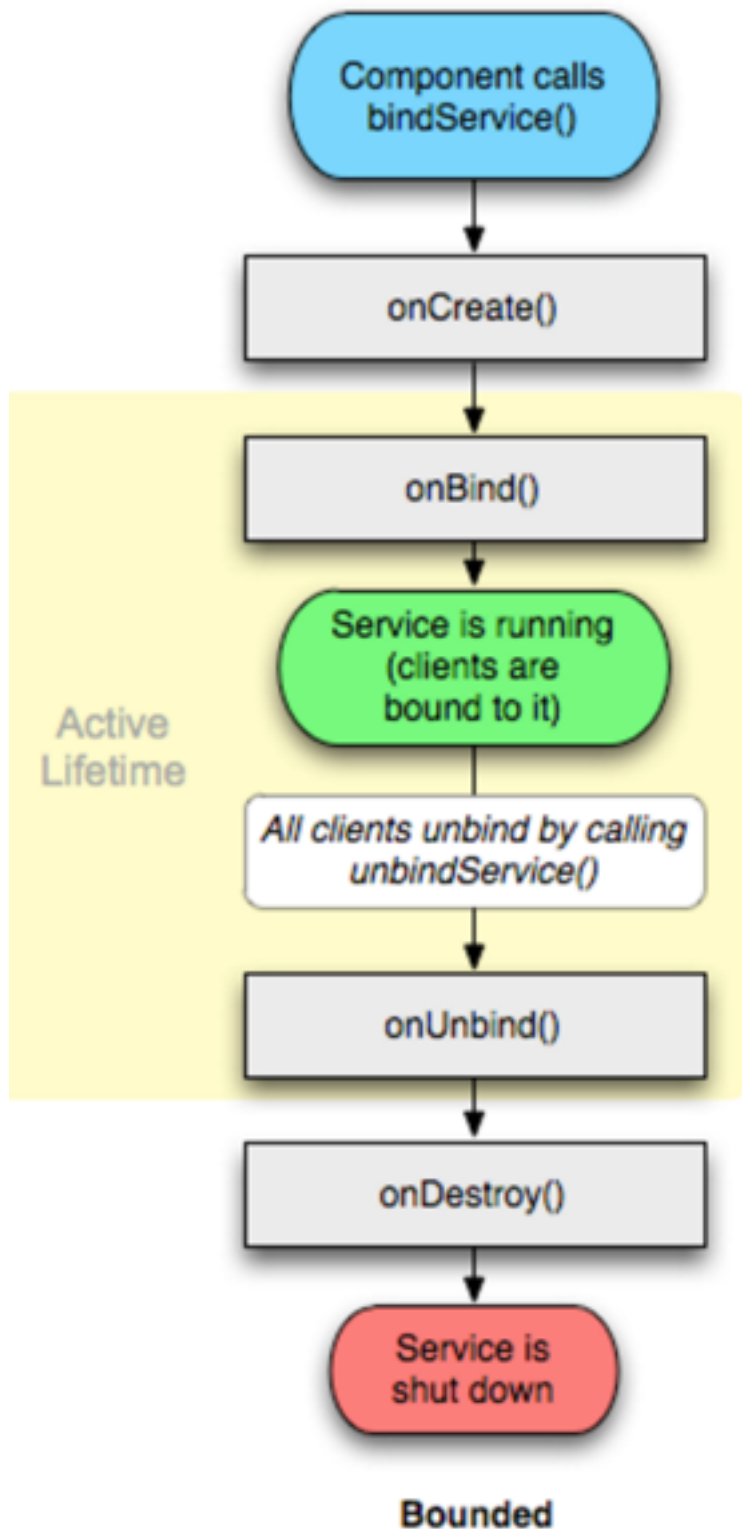 Component calls
bindService()
onCreate()
onBind()
Service is running
(clients are
bound to it)
Active
Lifetime
All clients unbind by calling
unbindService()
onUnbind()
onDestroy()
Service is
shut down
Bounded